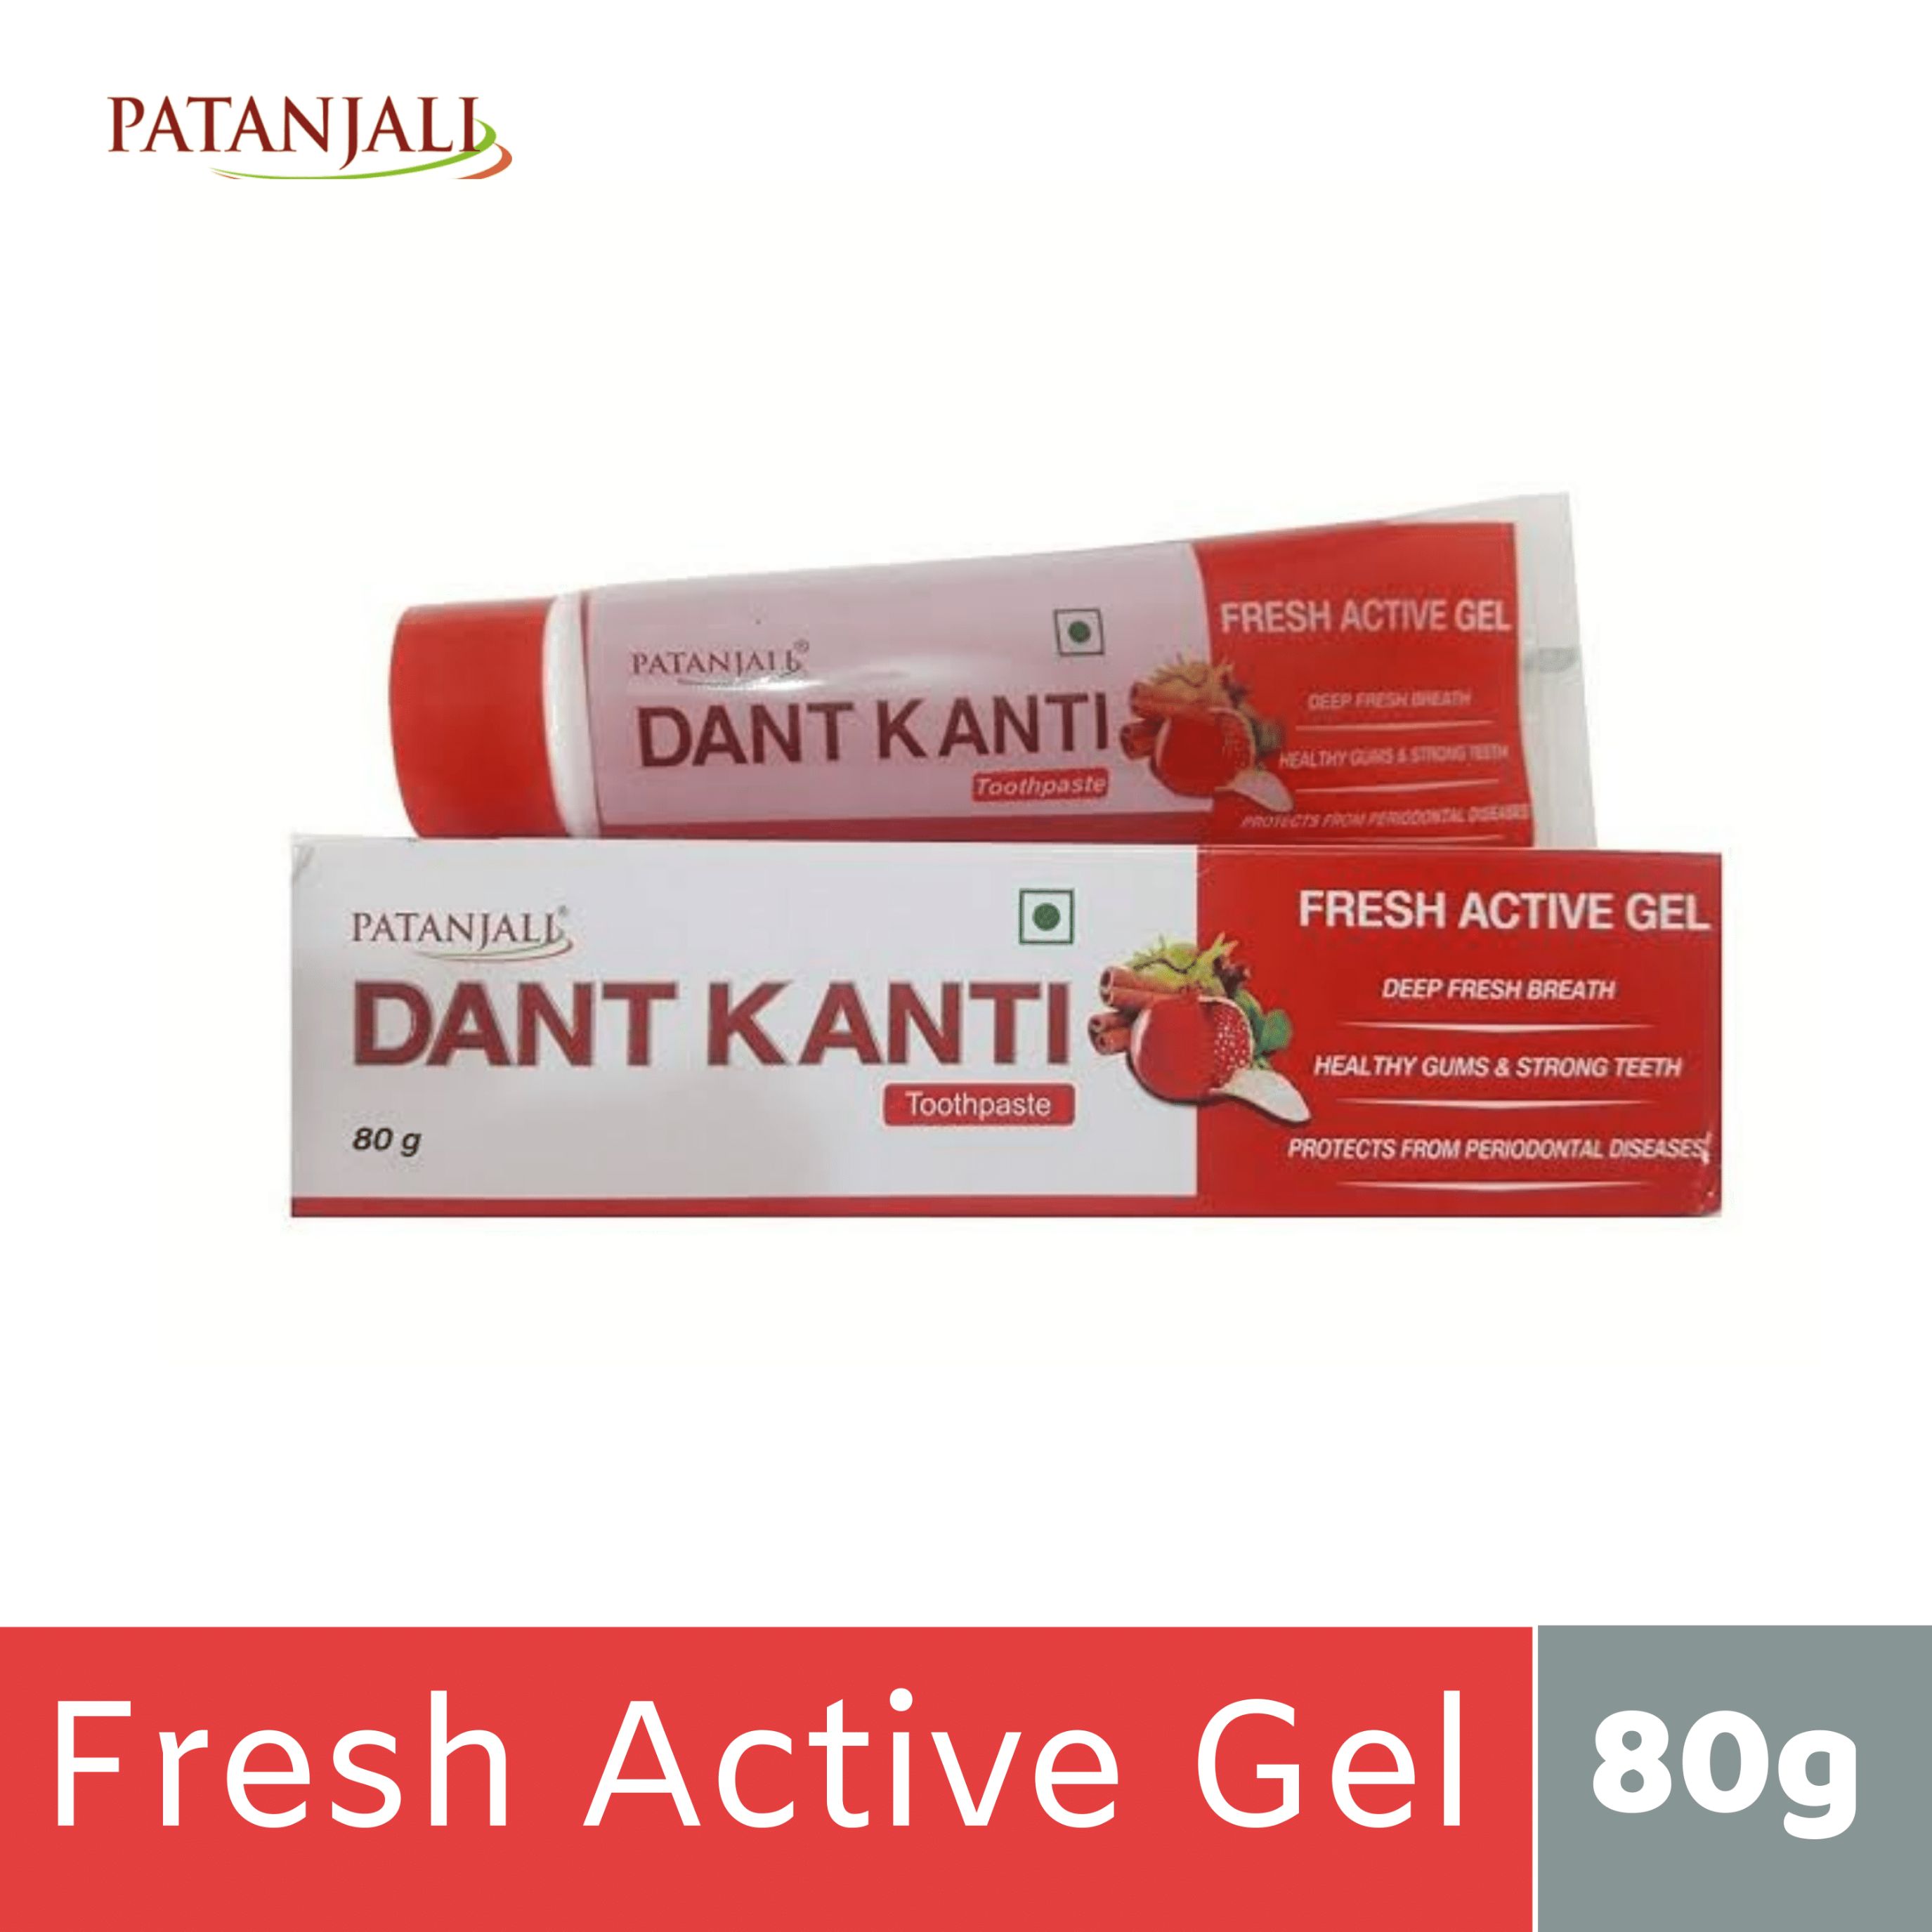 PATANJALI
PATANJALI®
DANT KANTI
Toothpaste
FRESH ACTIVE GEL
DEEP FRESH BREATH
HEALTHY GUMS & STRONG TEETH
PROTECTS FROM PERIODONTAL DISEASES
PATANJALI®
DANT KANTI
Toothpaste
80 g
FRESH ACTIVE GEL
DEEP FRESH BREATH
HEALTHY GUMS & STRONG TEETH
PROTECTS FROM PERIODONTAL DISEASES
Fresh Active Gel
80g